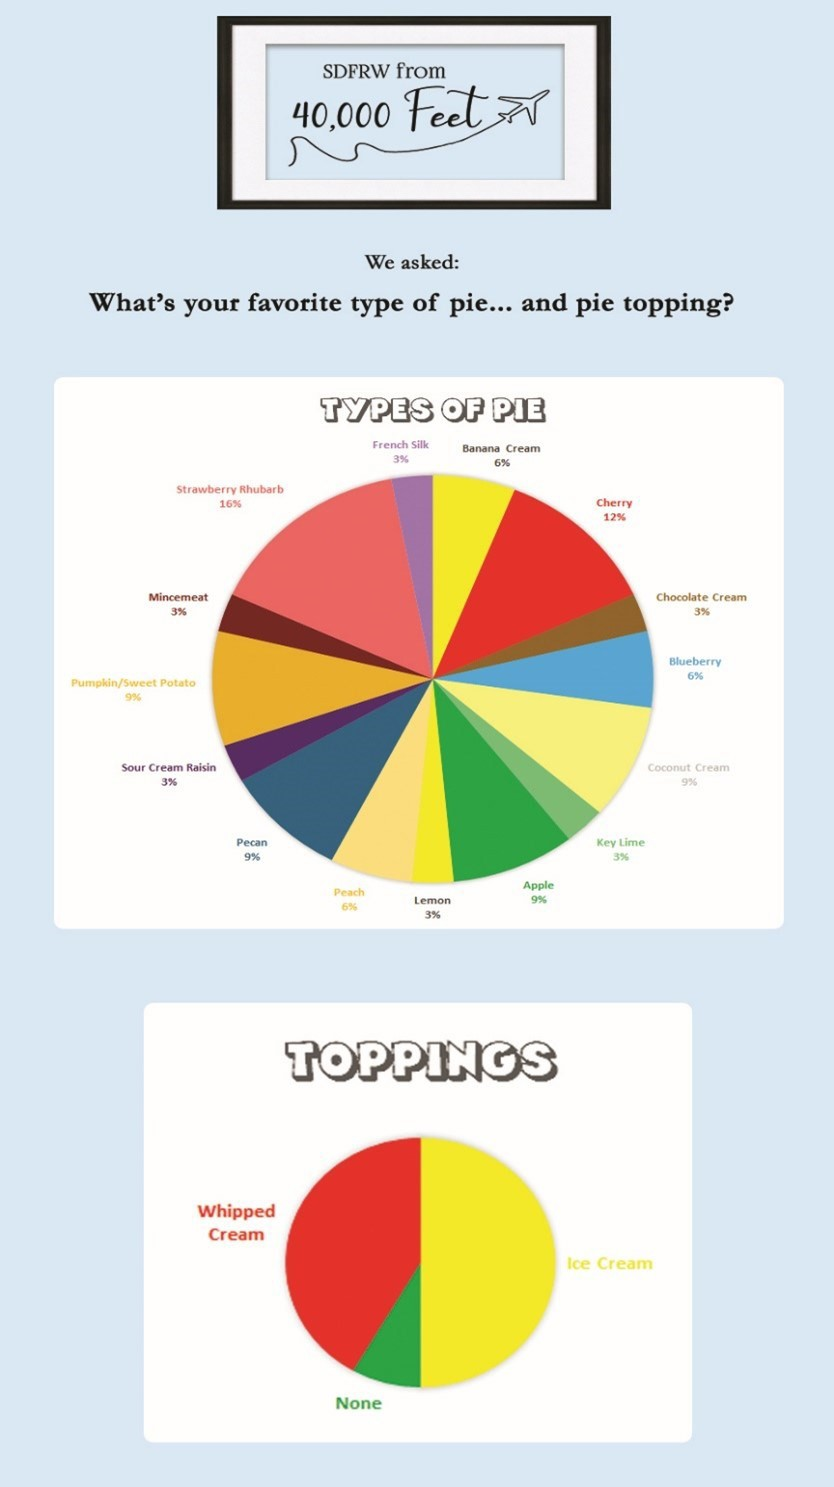 SDFRW from
40,000 Feet
We asked:
What's your favorite type of pie... and pie topping?
TYPES OF PIE
French Silk
3%
Banana Cream
6%
Strawberry Rhubarb
16%
Cherry
12%
Mincemeat
3%
Chocolate Cream
3%
Blueberry
6%
Pumpkin/Sweet Potato
9%
Sour Cream Raisin
3%
Coconut Cream
9%
Pecan
9%
Key Lime
3%
Peach
6%
Lemon
3%
Apple
9%
TOPPINGS
Whipped
Cream
Ice Cream
None